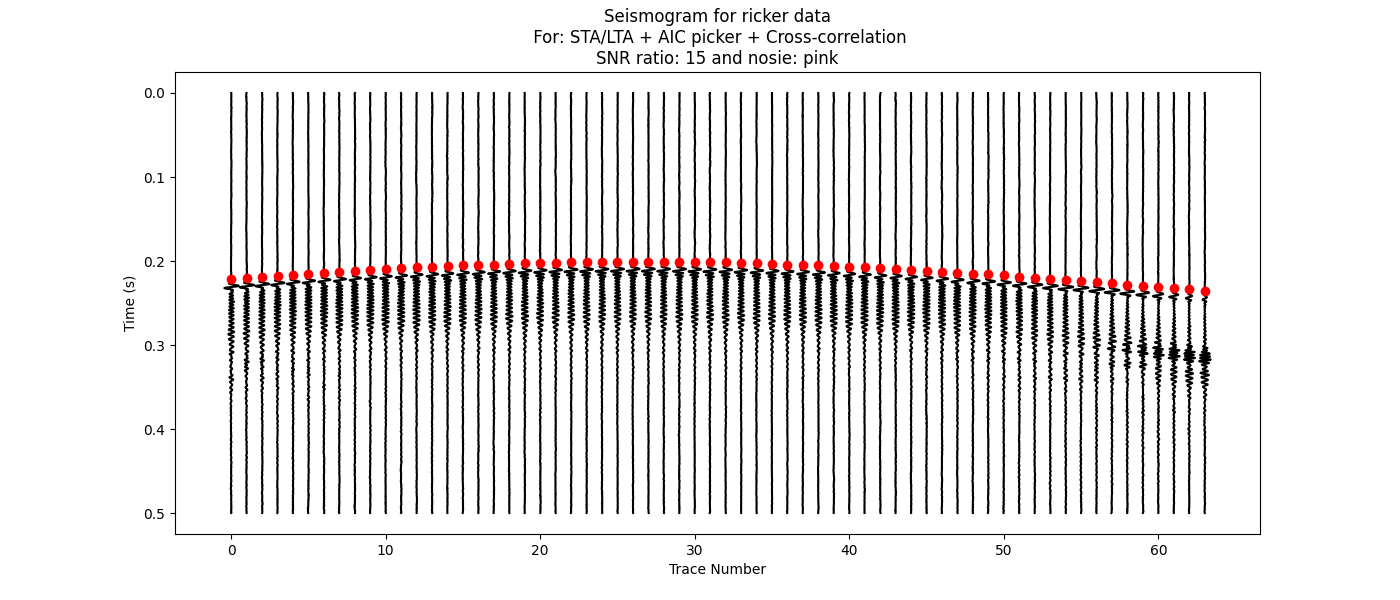 Seismogram for ricker data
For: STA/LTA + AIC picker + Cross-correlation
SNR ratio: 15 and nosie: pink
0.0
0.1
0.2
0.3
0.4
0.5
Time (s)
0 10 20 30 40 50 60
Trace Number